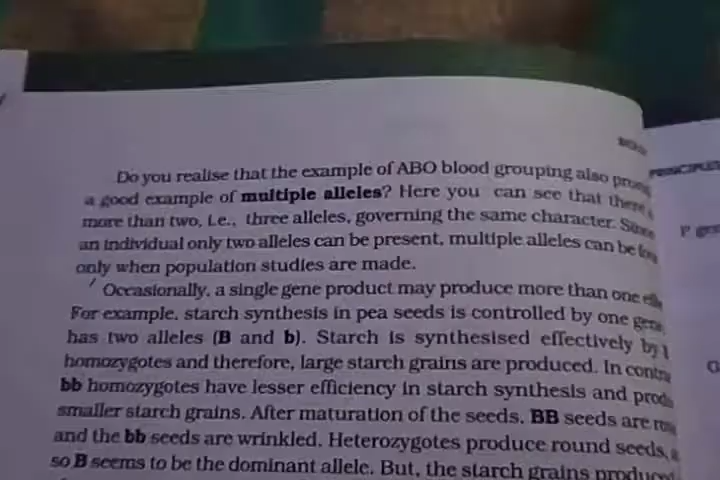 Do you realise that the example of ABO blood grouping also
a good example of multiple alleles? Here you can see that there
more than two, i.e., three alleles, governing the same character. Since
an individual only two alleles can be present, multiple alleles can be
only when population studies are made.
Occasionally, a single gene product may produce more than one
For example, starch synthesis in pea seeds is controlled by one gene.
has two alleles (B and b). Starch is synthesised effectively by
homozygotes and therefore, large starch grains are produced. In
bb homozygotes have lesser efficiency in starch synthesis and
smaller starch grains. After maturation of the seeds, BB seeds are
and the bb seeds are wrinkled. Heterozygotes produce round seeds,
so B seems to be the dominant allele. But, the starch grains produced